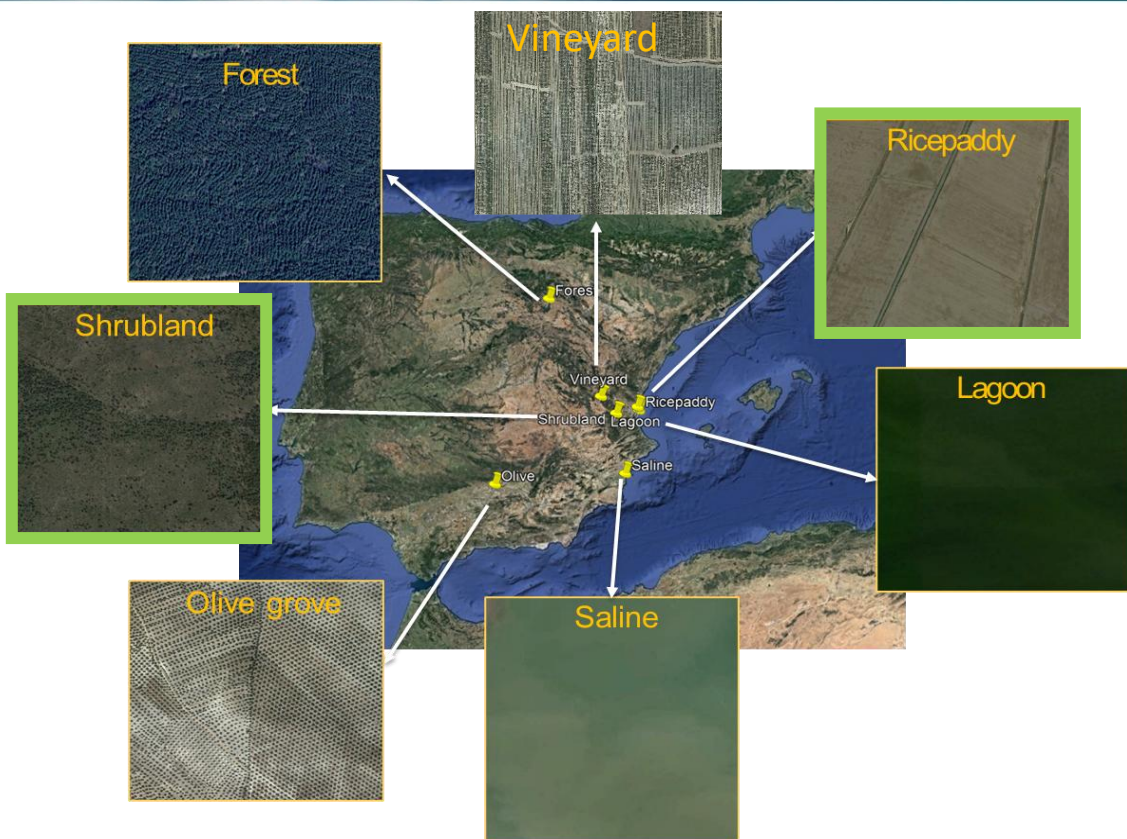 Vineyard
Forest
Ricepaddy
Shrubland
Lagoon
Olive grove
Saline
Fores
Vineyard
Ricepaddy
Shrubland
Lagoon
Saline
Olive